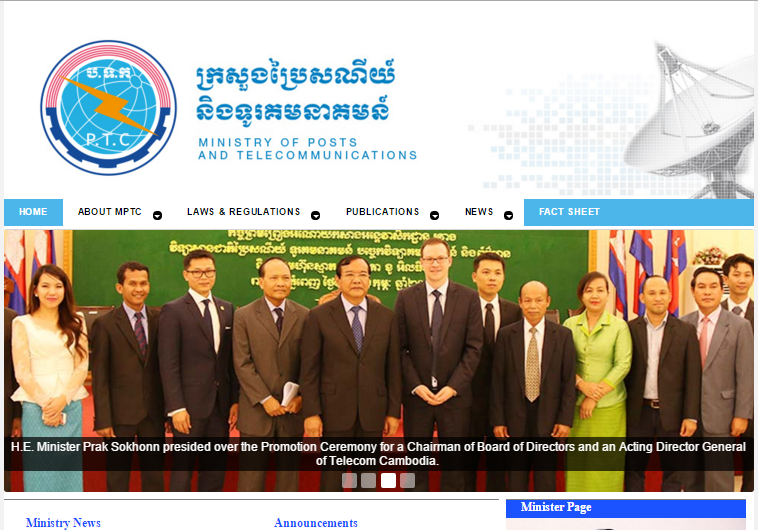 ប.ទ.ក
P.T.C
ក្រសួងប្រៃសណីយ៍
និងទូរគមនាគមន៍
MINISTRY OF POSTS
AND TELECOMMUNICATIONS
HOME
ABOUT MPTC
LAWS & REGULATIONS
PUBLICATIONS
NEWS
FACT SHEET
H.E. Minister Prak Sokhonn presided over the Promotion Ceremony for a Chairman of Board of Directors and an Acting Director General
of Telecom Cambodia.
Ministry News
Announcements
Minister Page